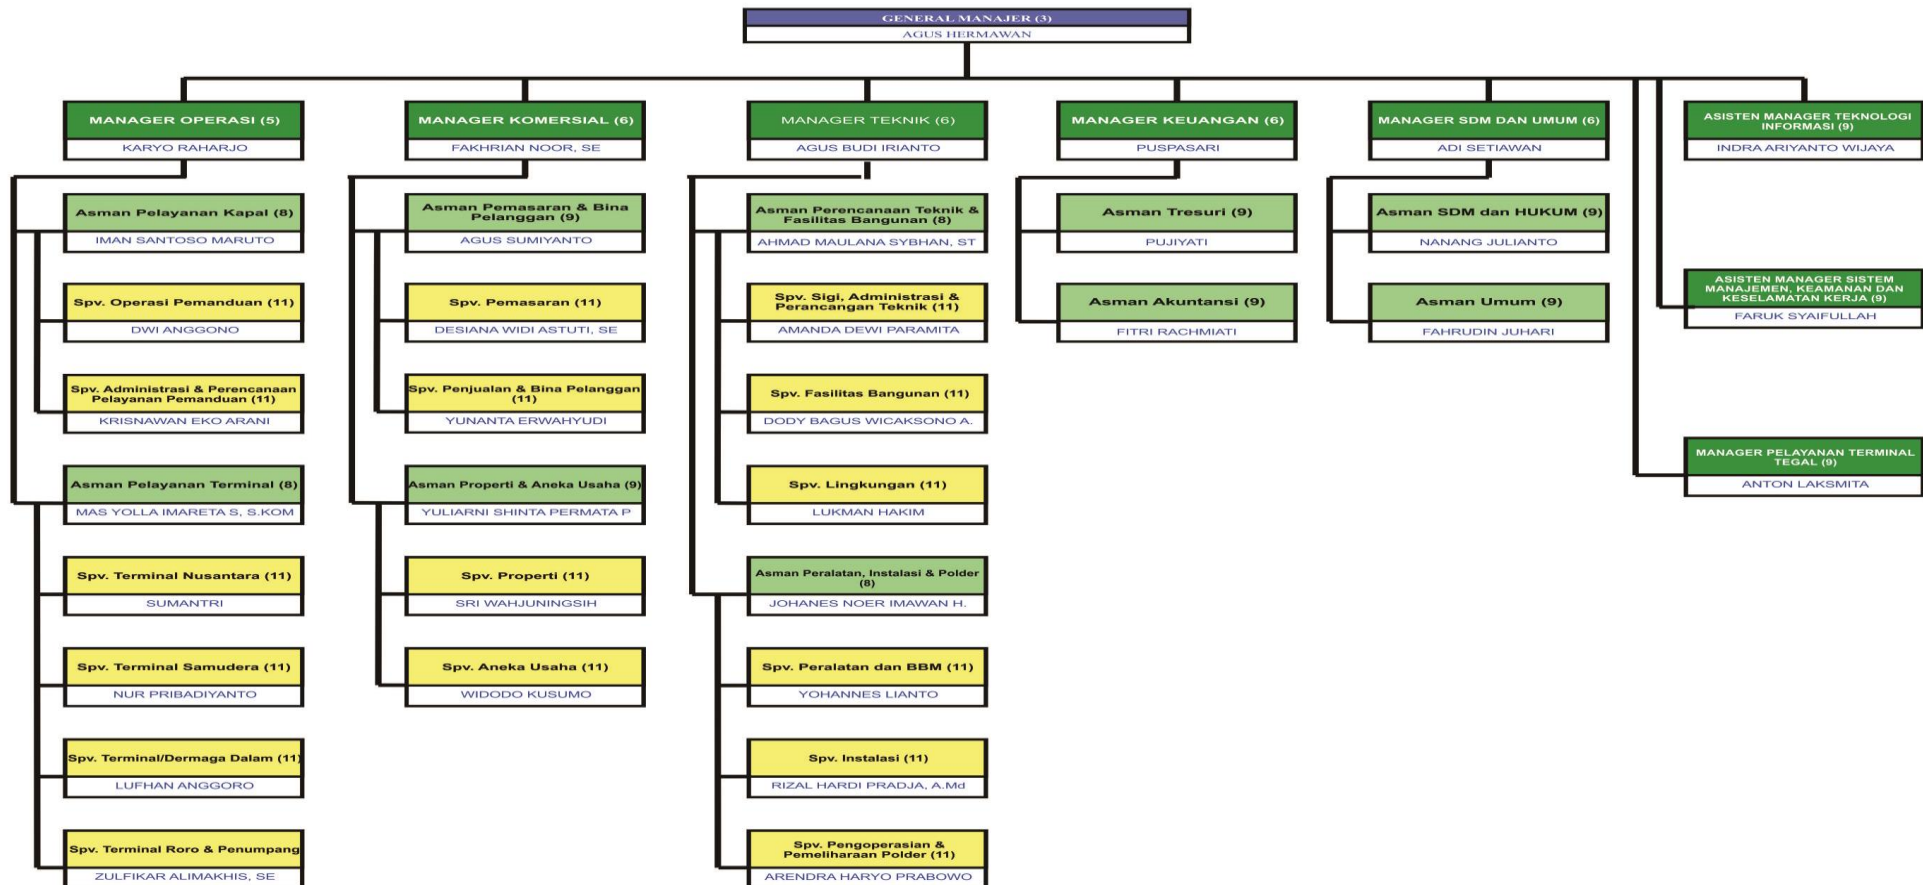 GENERAL MANAJER (3)
AGUS HERMAWAN
MANAGER OPERASI (5)
KARYO RAHARJO
Asman Pelayanan Kapal (8)
IMAN SANTOSO MARUTO
Spv. Operasi Pemanduan (11)
DWI ANGGONO
Spv. Administrasi & Perencanaan
Pelayanan Pemanduan (11)
KRISNAWAN EKO ARANI
Asman Pelayanan Terminal (8)
MAS YOLLA IMARETA S, S.KOM
Spv. Terminal Nusantara (11)
SUMANTRI
Spv. Terminal Samudera (11)
NUR PRIBADIYANTO
Spv. Terminal/Dermaga Dalam (11)
LUFHAN ANGGORO
Spv. Terminal Roro & Penumpang
ZULFIKAR ALIMAKHIS, SE
MANAGER KOMERSIAL (6)
FAKHRIAN NOOR, SE
Asman Pemasaran & Bina
Pelanggan (9)
AGUS SUMIYANTO
Spv. Pemasaran (11)
DESIANA WIDI ASTUTI, SE
Spv. Penjualan & Bina Pelanggan
(11)
YUNANTA ERWAHYUDI
Asman Properti & Aneka Usaha (9)
YULIARNI SHINTA PERMATA P
Spv. Properti (11)
SRI WAHJUNINGSIH
Spv. Aneka Usaha (11)
WIDODO KUSUMO
MANAGER TEKNIK (6)
AGUS BUDI IRIANTO
Asman Perencanaan Teknik &
Fasilitas Bangunan (8)
AHMAD MAULANA SYBHAN, ST
Spv. Sigi, Administrasi &
Perancangan Teknik (11)
AMANDA DEWI PARAMITA
Spv. Fasilitas Bangunan (11)
DODY BAGUS WICAKSONO A.
Spv. Lingkungan (11)
LUKMAN HAKIM
Asman Peralatan, Instalasi & Polder
(8)
JOHANES NOER IMAWAN H.
Spv. Peralatan dan BBM (11)
YOHANNES LIANTO
Spv. Instalasi (11)
RIZAL HARDI PRADJA, A.Md
Spv. Pengoperasian &
Pemeliharaan Polder (11)
ARENDRA HARYO PRABOWO
MANAGER KEUANGAN (6)
PUSPASARI
Asman Tresuri (9)
PUJIYATI
Asman Akuntansi (9)
FITRI RACHMIATI
MANAGER SDM DAN UMUM (6)
ADI SETIAWAN
Asman SDM dan HUKUM (9)
NANANG JULIANTO
Asman Umum (9)
FAHRUDIN JUHARI
ASISTEN MANAGER TEKNOLOGI
INFORMASI (9)
INDRA ARIYANTO WIJAYA
ASISTEN MANAGER SISTEM
MANAJEMEN, KEAMANAN DAN
KESELAMATAN KERJA (9)
FARUK SYAIFULLAH
MANAGER PELAYANAN TERMINAL
TEGAL (9)
ANTON LAKSMITA